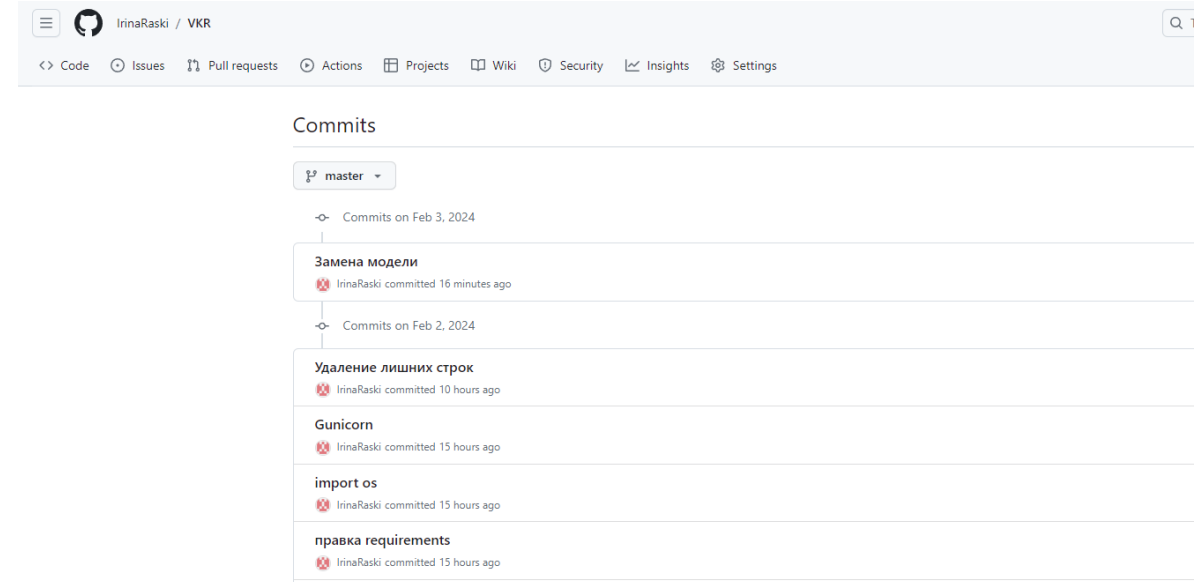 IrinaRaski / VKR
Code Issues Pull requests Actions Projects Wiki Security Insights Settings
Commits
master
Commits on Feb 3, 2024
Замена модели
IrinaRaski committed 16 minutes ago
Commits on Feb 2, 2024
Удаление лишних строк
IrinaRaski committed 10 hours ago
Gunicorn
IrinaRaski committed 15 hours ago
import os
IrinaRaski committed 15 hours ago
правка requirements
IrinaRaski committed 15 hours ago